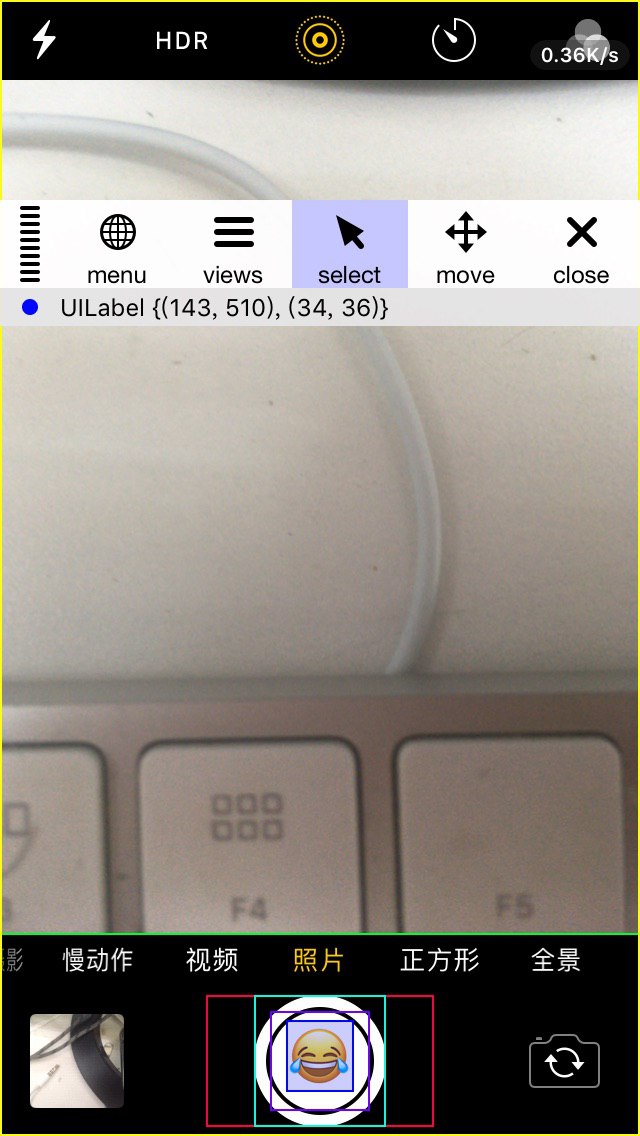 HDR
0.36K/s
menu views select move close
UILabel {(143, 510), (34, 36)}
F4 F5
影 慢动作 视频 照片 正方形 全景